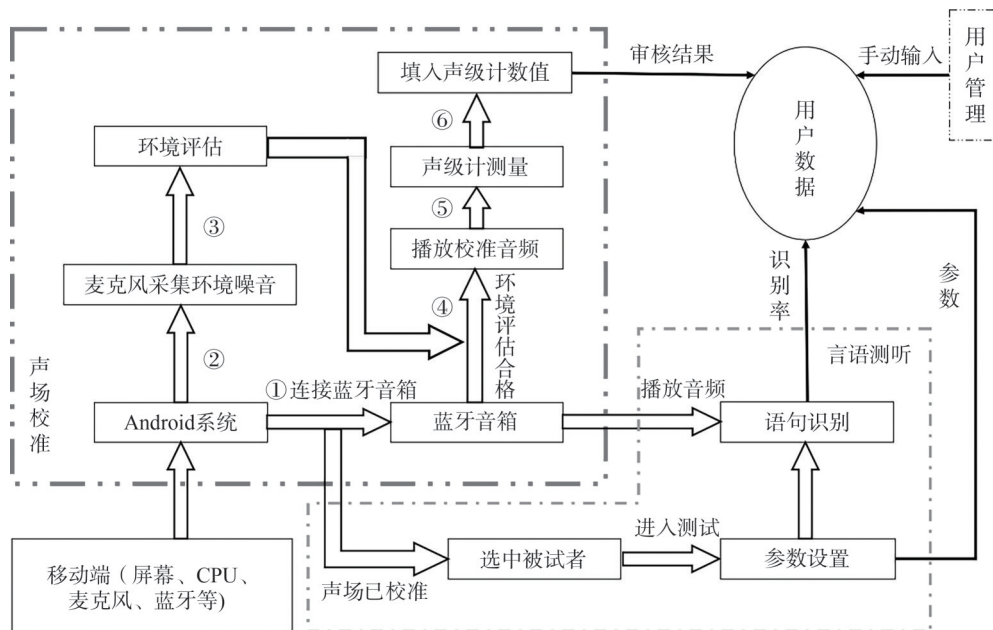 填入声级计数值
审核结果
手动输入
用户管理
用户数据
环境评估
⑥
声级计测量
③
⑤
播放校准音频
麦克风采集环境噪音
④
环境评估合格
识别率
参数
②
声场校准
言语测听
①连接蓝牙音箱
播放音频
Android系统
蓝牙音箱
语句识别
进入测试
移动端（屏幕、CPU、
麦克风、蓝牙等)
选中被试者
参数设置
声场已校准